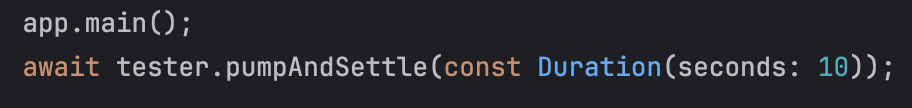 app.main();
await tester.pumpAndSettle(const Duration(seconds: 10));